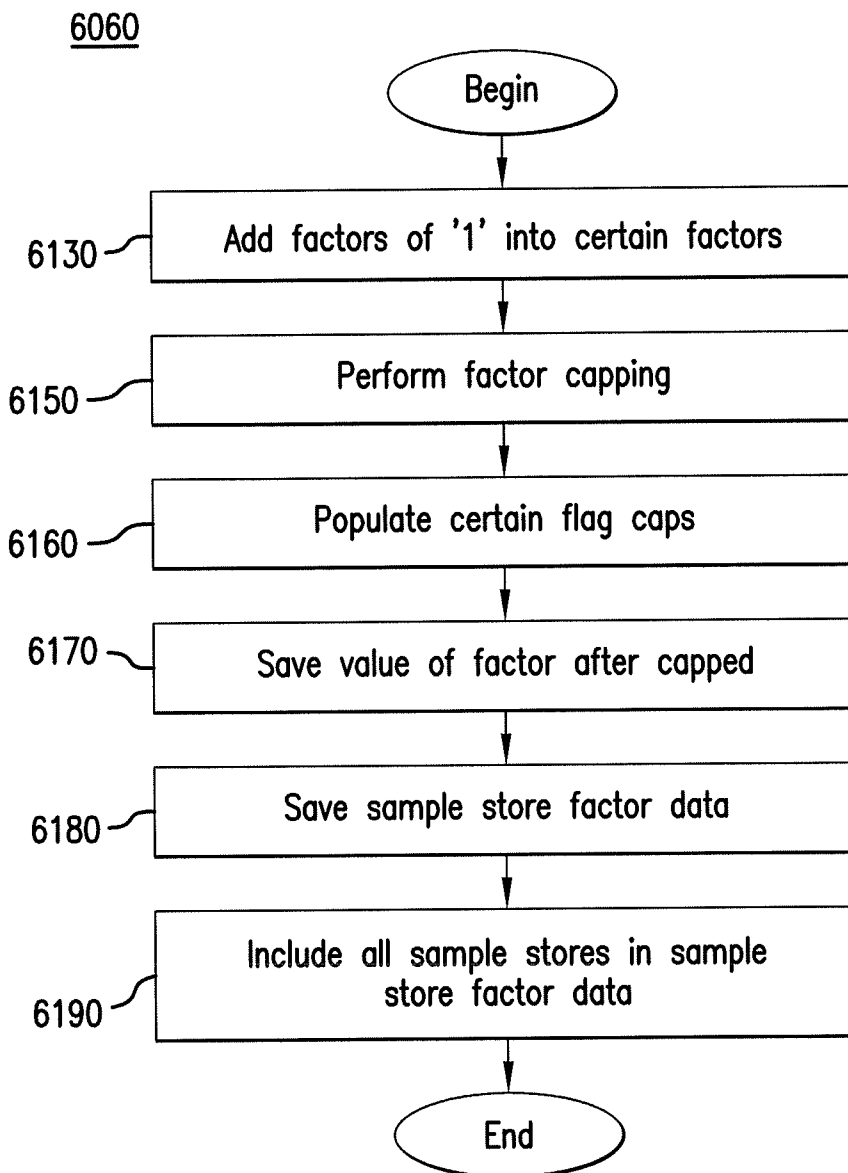 6060
Begin
6130
Add factors of '1' into certain factors
6150
Perform factor capping
6160
Populate certain flag caps
6170
Save value of factor after capped
6180
Save sample store factor data
6190
Include all sample stores in sample
store factor data
End